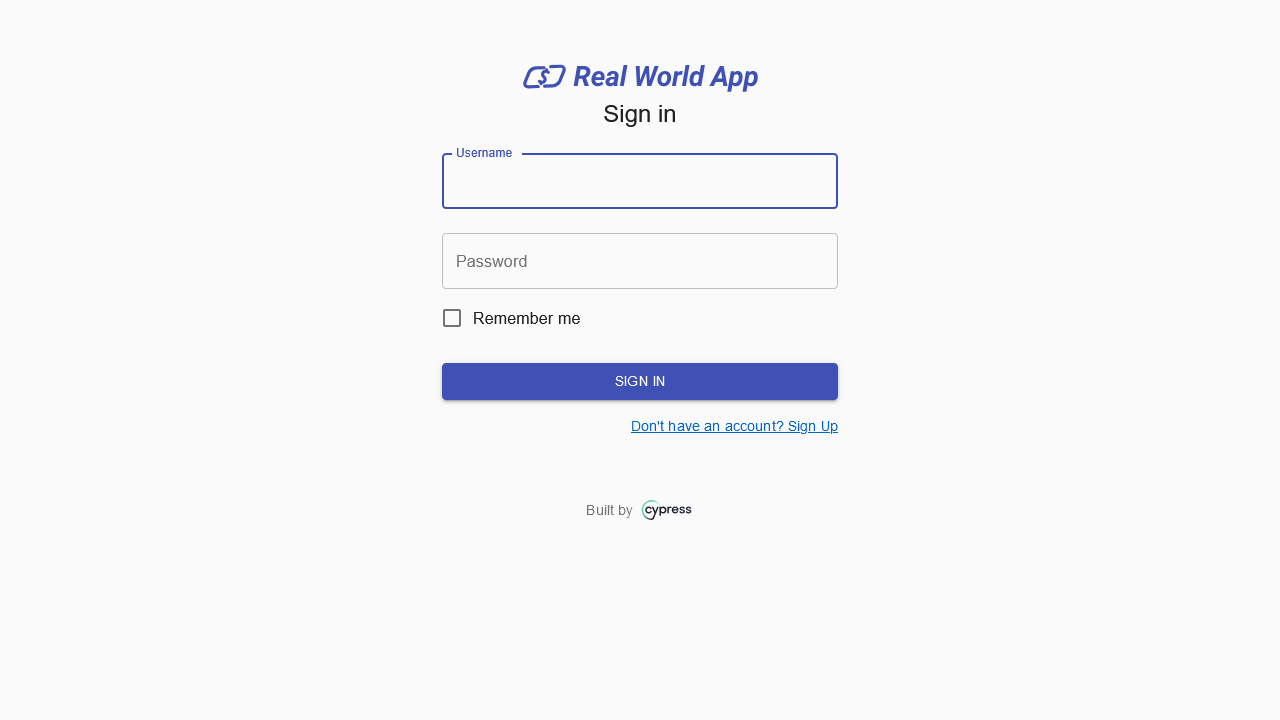 Real World App
Sign in
Username
Password
Remember me
SIGN IN
Don't have an account? Sign Up
Built by cypress